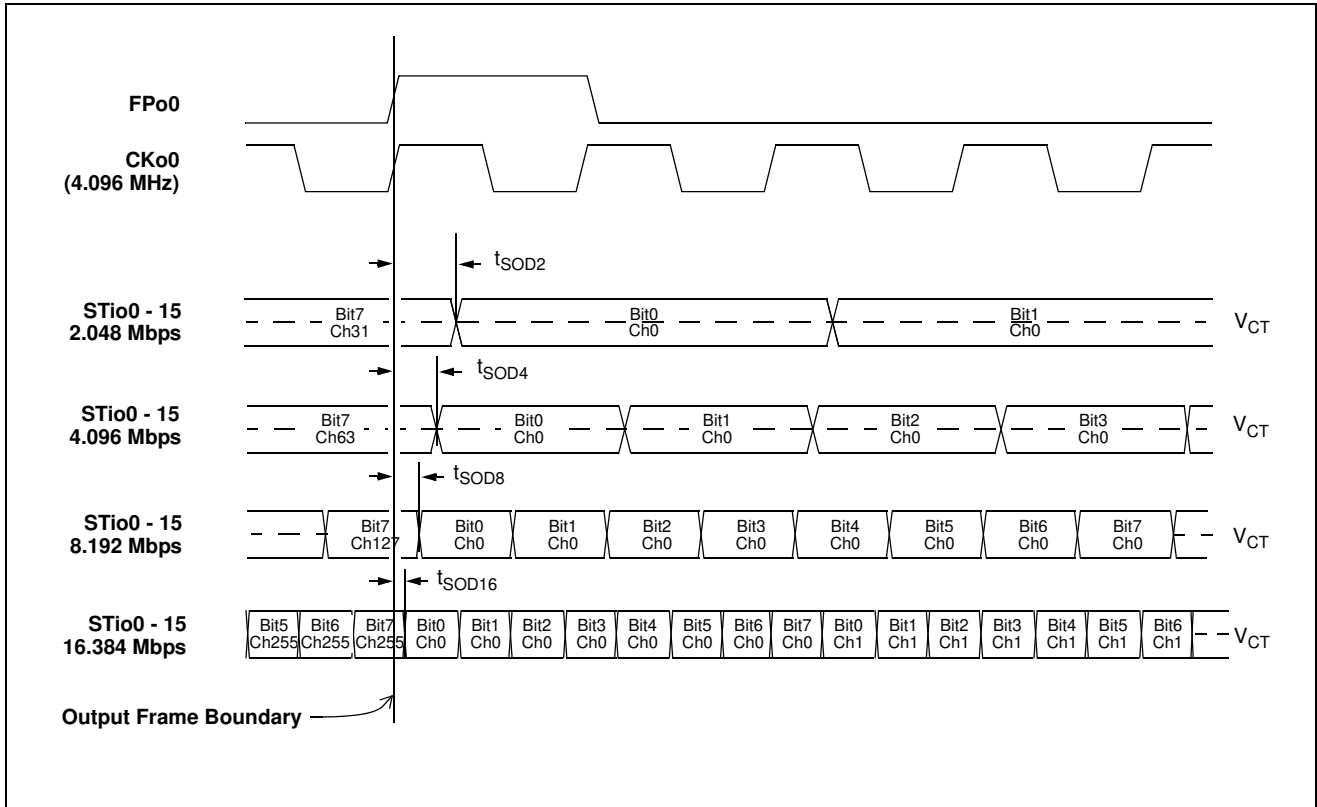 FPo0
CKo0
(4.096 MHz)
tSOD2
STio0 - 15
2.048 Mbps
Bit7
Ch31
Bit0
Ch0
Bit1
Ch0
VCT
tSOD4
STio0 - 15
4.096 Mbps
Bit7
Ch63
Bit0
Ch0
Bit1
Ch0
Bit2
Ch0
Bit3
Ch0
VCT
tSOD8
STio0 - 15
8.192 Mbps
Bit7
Ch127
Bit0
Ch0
Bit1
Ch0
Bit2
Ch0
Bit3
Ch0
Bit4
Ch0
Bit5
Ch0
Bit6
Ch0
Bit7
Ch0
VCT
tSOD16
STio0 - 15
16.384 Mbps
Bit5
Ch255
Bit6
Ch255
Bit7
Ch255
Bit0
Ch0
Bit1
Ch0
Bit2
Ch0
Bit3
Ch0
Bit4
Ch0
Bit5
Ch0
Bit6
Ch0
Bit7
Ch0
Bit0
Ch1
Bit1
Ch1
Bit2
Ch1
Bit3
Ch1
Bit4
Ch1
Bit5
Ch1
Bit6
Ch1
VCT
Output Frame Boundary